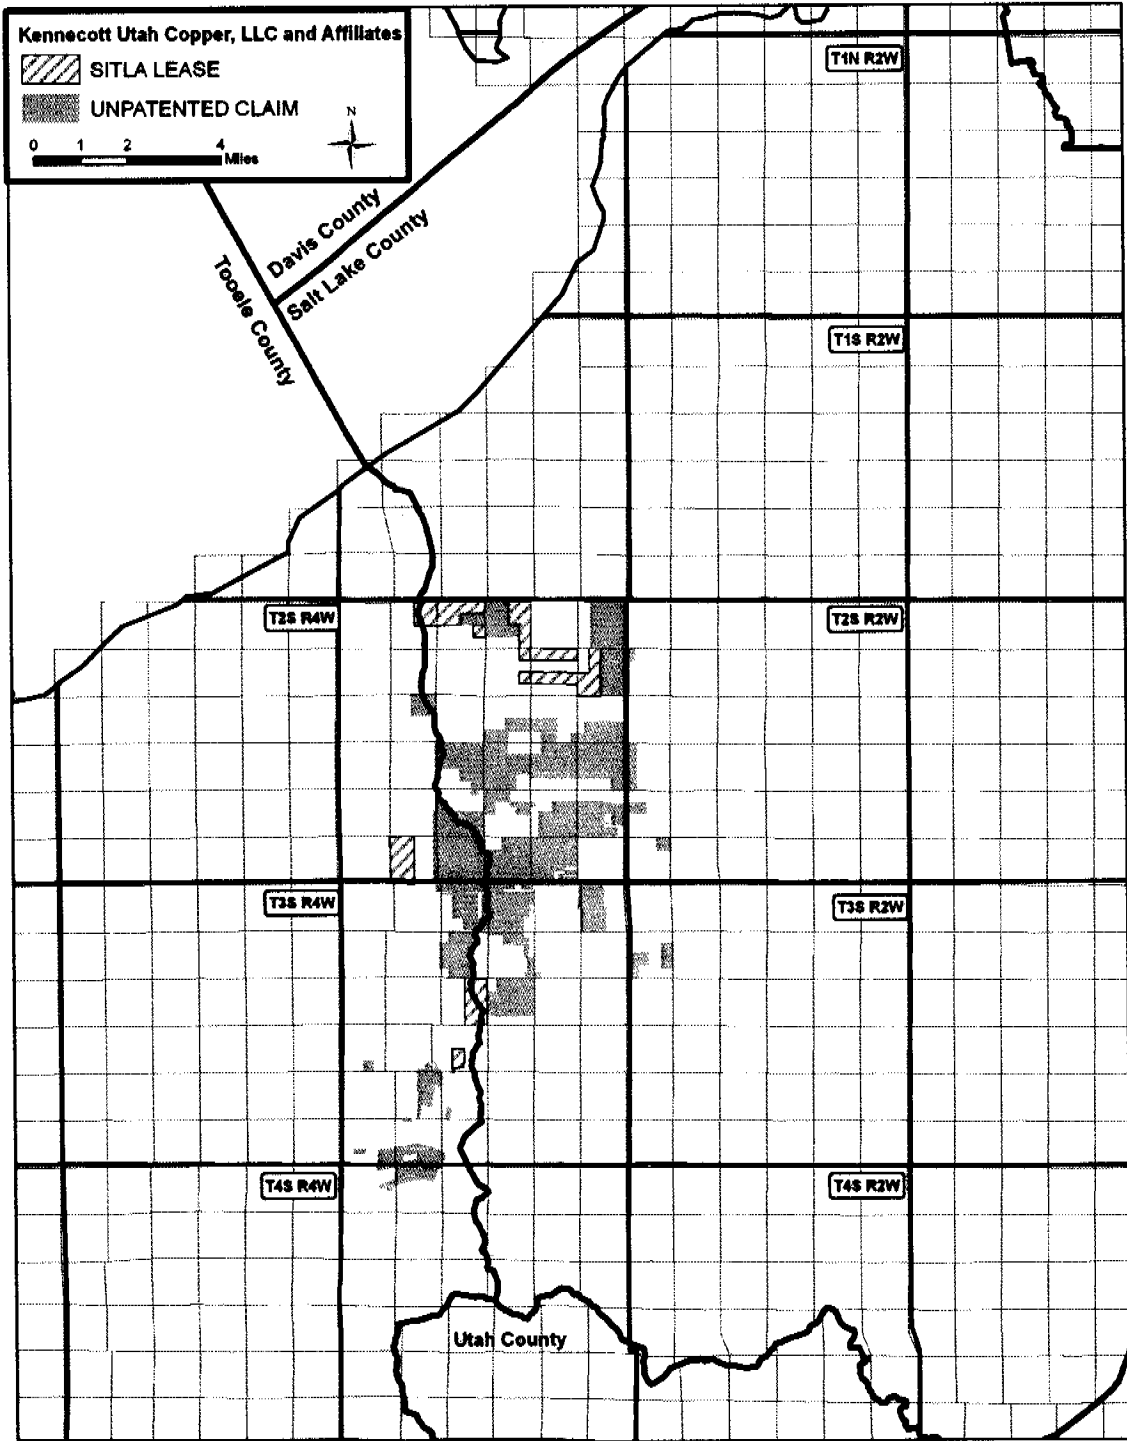 Kennecott Utah Copper, LLC and Affiliates
SITLA LEASE
UNPATENTED CLAIM
N
0 1 2 4
Miles
T1N R2W
Davis County
Salt Lake County
Tooele County
T1S R2W
T2S R4W
T2S R2W
T3S R4W
T3S R2W
T4S R4W
T4S R2W
Utah County